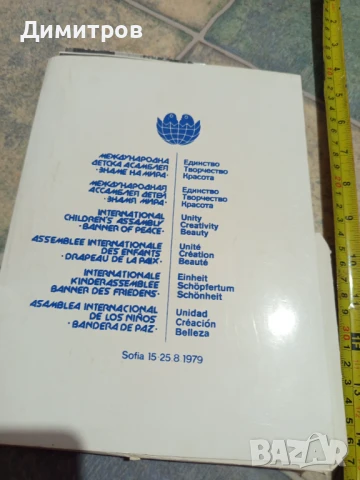 Димитров
МЕЖДУНАРОДНА ДЕТСКА АСАМБЛЕЯ ·ЗНАМЕ НА МИРА·
Единство
Творчество
Красота
МЕЖДУНАРОДНАЯ АССАМБЛЕЯ ДЕТЕЙ ·ЗНАМЯ МИРА·
Единство
Творчество
Красота
INTERNATIONAL
CHILDREN'S ASSEMBLY
·BANNER OF PEACE·
Unity
Creativity
Beauty
ASSEMBLEE INTERNATIONALE
DES ENFANTS
·DRAPEAU DE LA PAIX·
Unité
Création
Beauté
INTERNATIONALE
KINDERASSEMBLEE
BANNER DES FRIEDENS·
Einheit
Schöpfertum
Schönheit
ASAMBLEA INTERNACIONAL
DE LOS NIÑOS
·BANDERA DE PAZ·
Unidad
Creación
Belleza
Sofia 15-25 8 1979
BAZAR